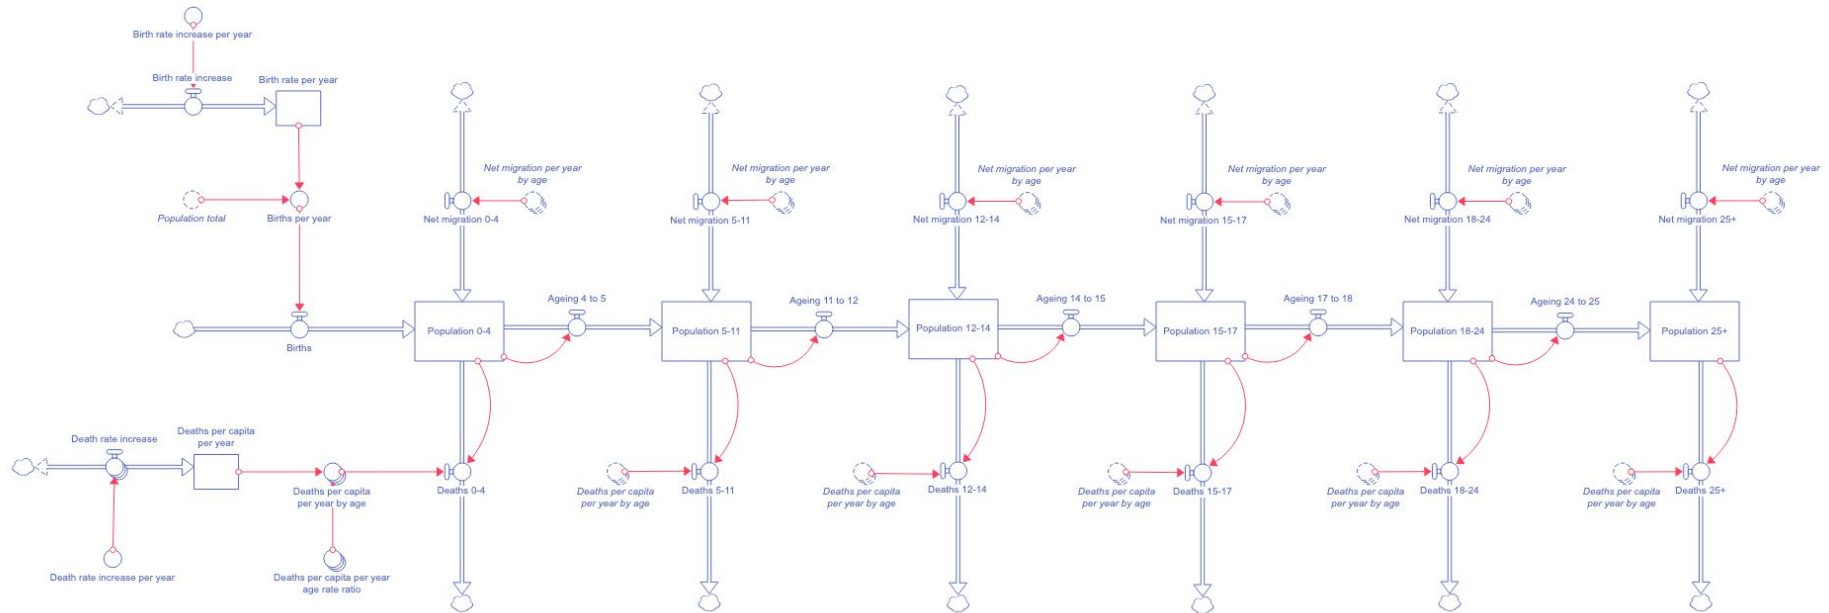 Birth rate increase per year
Birth rate increase
Birth rate per year
Net migration per year
by age
Net migration per year
by age
Net migration per year
by age
Net migration per year
by age
Net migration per year
by age
Net migration per year
by age
Population total
Births per year
Net migration 0-4
Net migration 5-11
Net migration 12-14
Net migration 15-17
Net migration 18-24
Net migration 25+
Ageing 4 to 5
Ageing 11 to 12
Ageing 14 to 15
Ageing 17 to 18
Ageing 24 to 25
Births
Population 0-4
Population 5-11
Population 12-14
Population 15-17
Population 18-24
Population 25+
Death rate increase
Deaths per capita
per year
Deaths per capita
per year by age
Deaths 0-4
Deaths per capita
per year by age
Deaths 5-11
Deaths per capita
per year by age
Deaths 12-14
Deaths per capita
per year by age
Deaths 15-17
Deaths per capita
per year by age
Deaths 18-24
Deaths per capita
per year by age
Deaths 25+
Death rate increase per year
Deaths per capita per year
age rate ratio